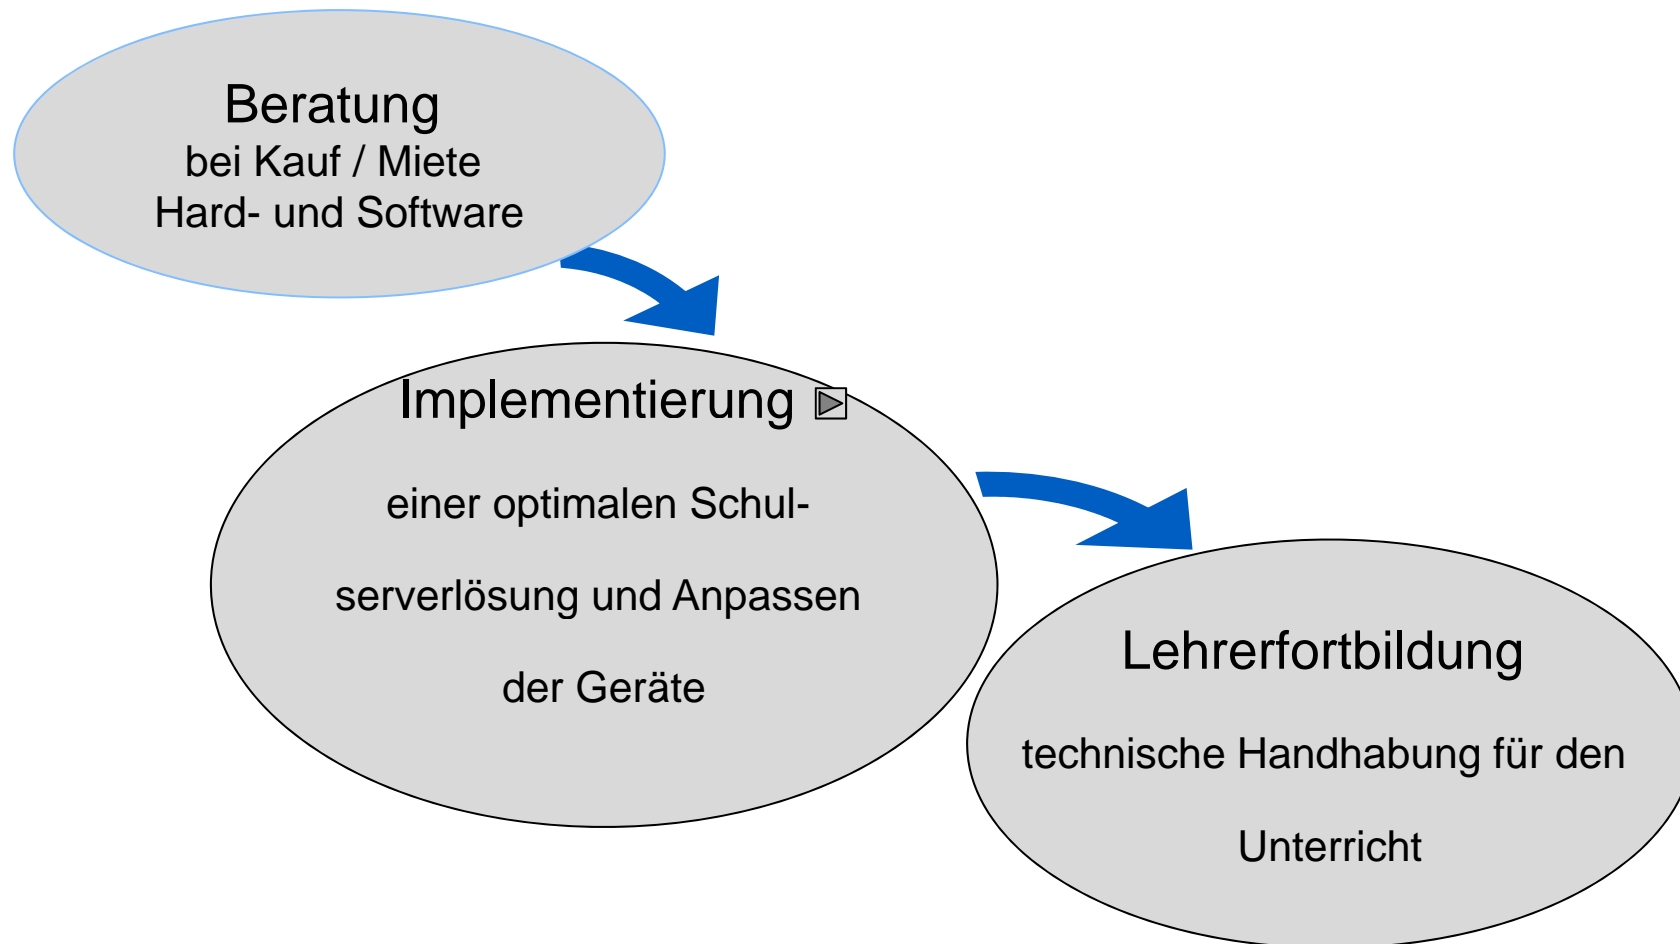 Beratung
bei Kauf / Miete
Hard- und Software
Implementierung
einer optimalen Schul-
serverlösung und Anpassen
der Geräte
Lehrerfortbildung
technische Handhabung für den
Unterricht